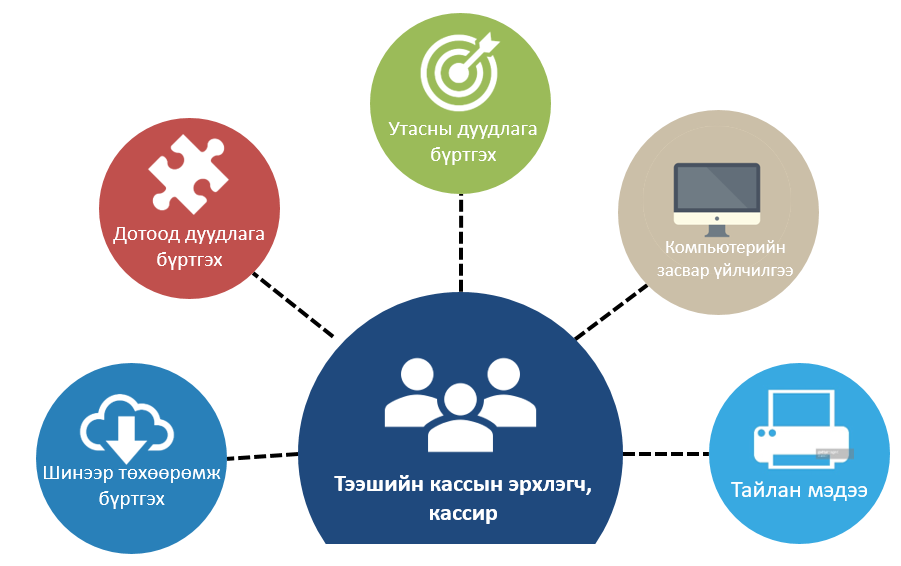 Утасны дуудлага
бүртгэх
Дотоод дуудлага
бүртгэх
Компьютерийн
засвар үйлчилгээ
Шинээр төхөөрөмж
бүртгэх
Тээшийн кассын эрхлэгч,
кассир
Тайлан мэдээ